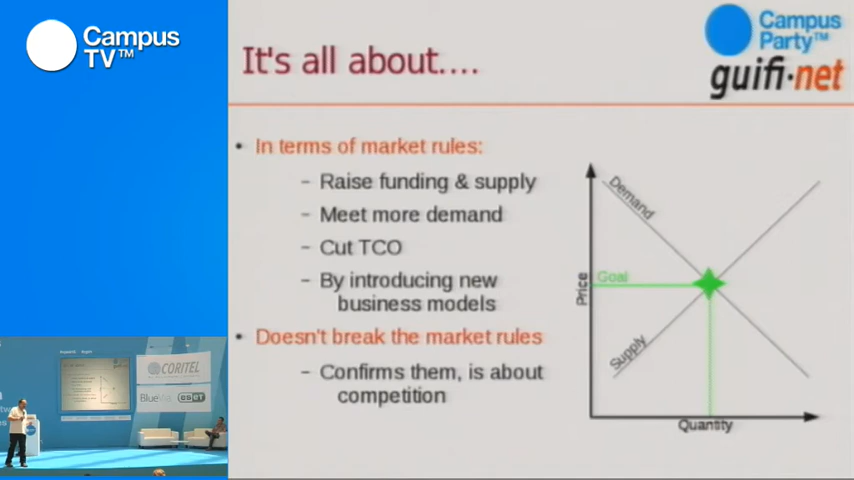 Campus
TV™
It's all about....
Campus
Party™
guifi·net
• In terms of market rules:
– Raise funding & supply
– Meet more demand
– Cut TCO
– By introducing new
business models
• Doesn't break the market rules
– Confirms them, is about
competition
Demand
Price
Goal
Supply
Quantity
CORITEL
eset